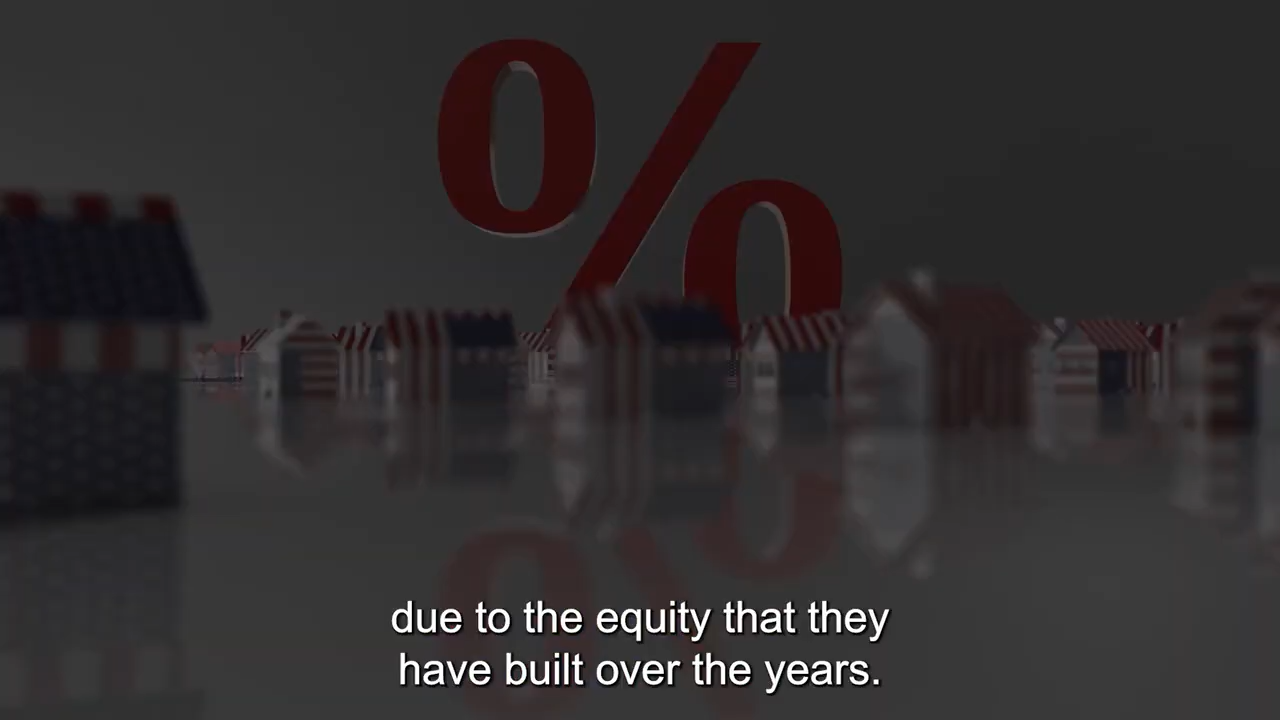 %
due to the equity that they
have built over the years.